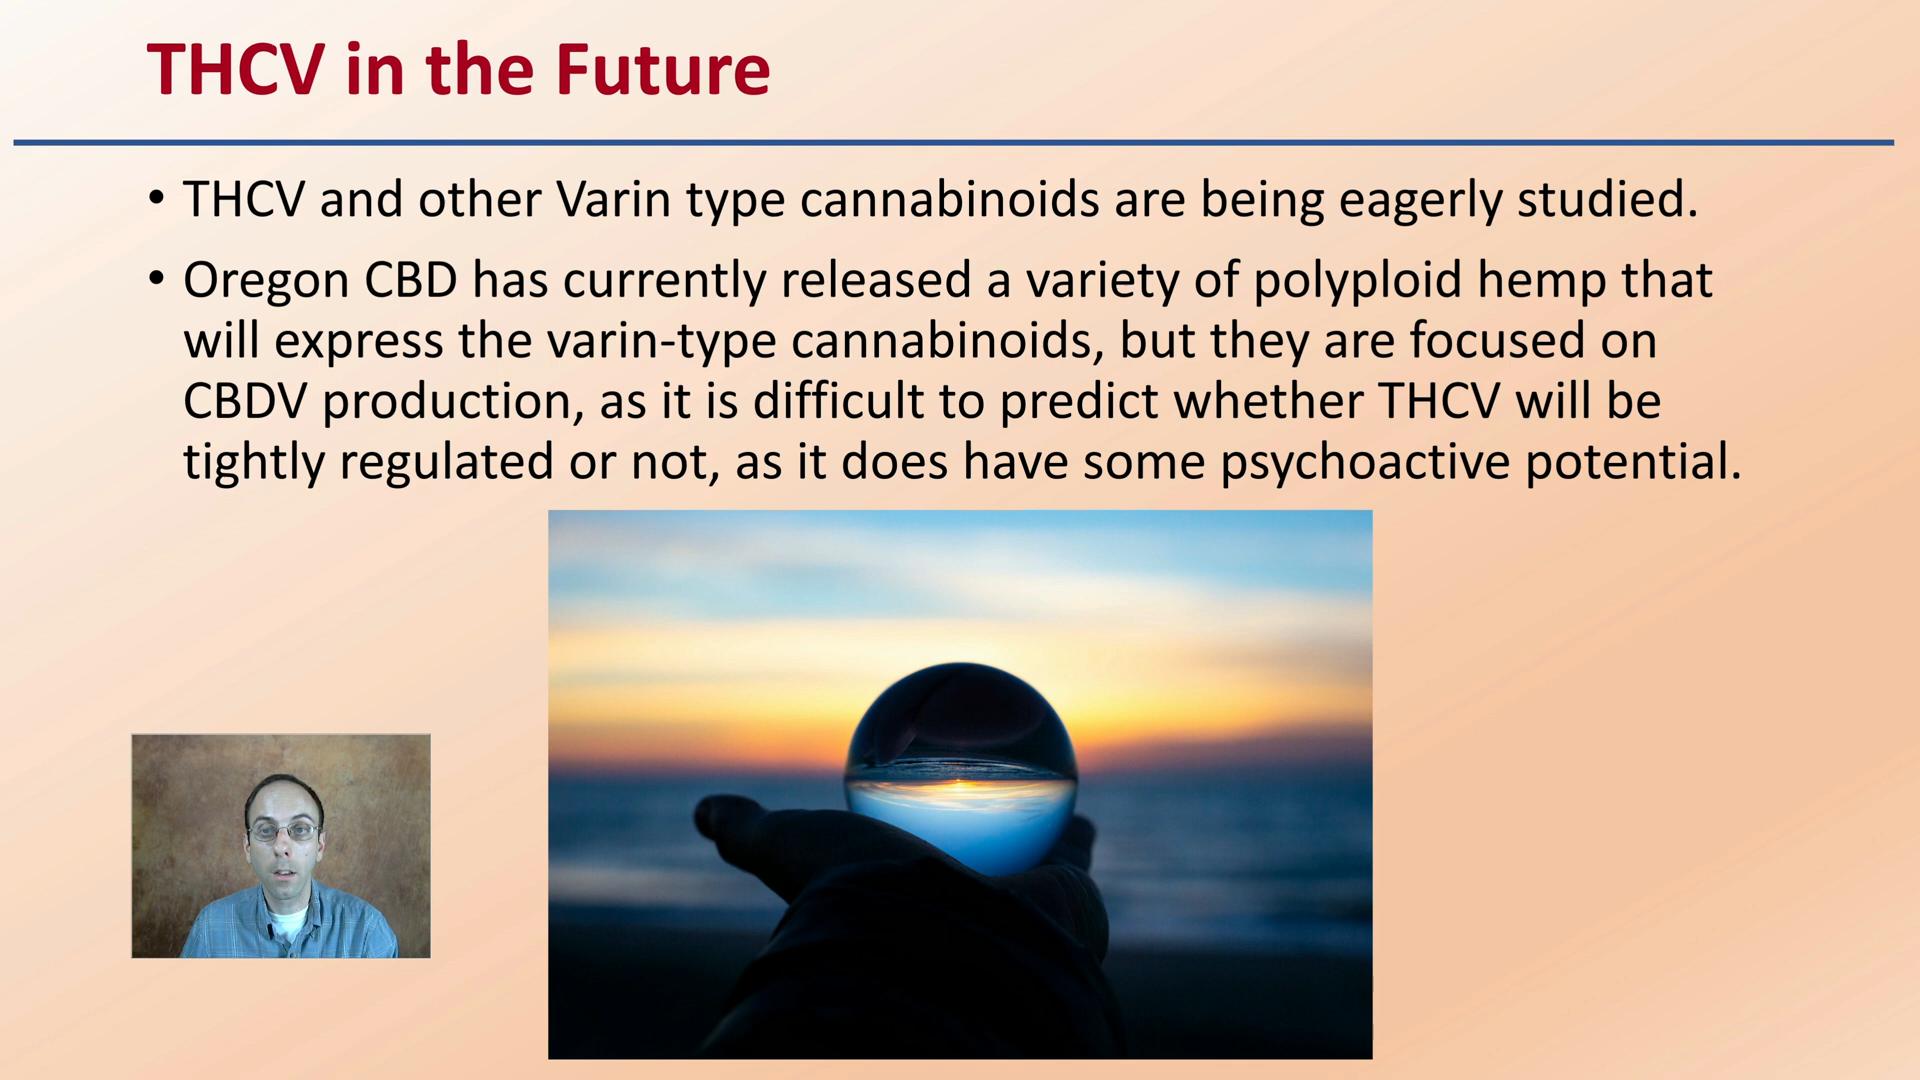 THCV in the Future
• THCV and other Varin type cannabinoids are being eagerly studied.
• Oregon CBD has currently released a variety of polyploid hemp that
will express the varin-type cannabinoids, but they are focused on
CBDV production, as it is difficult to predict whether THCV will be
tightly regulated or not, as it does have some psychoactive potential.